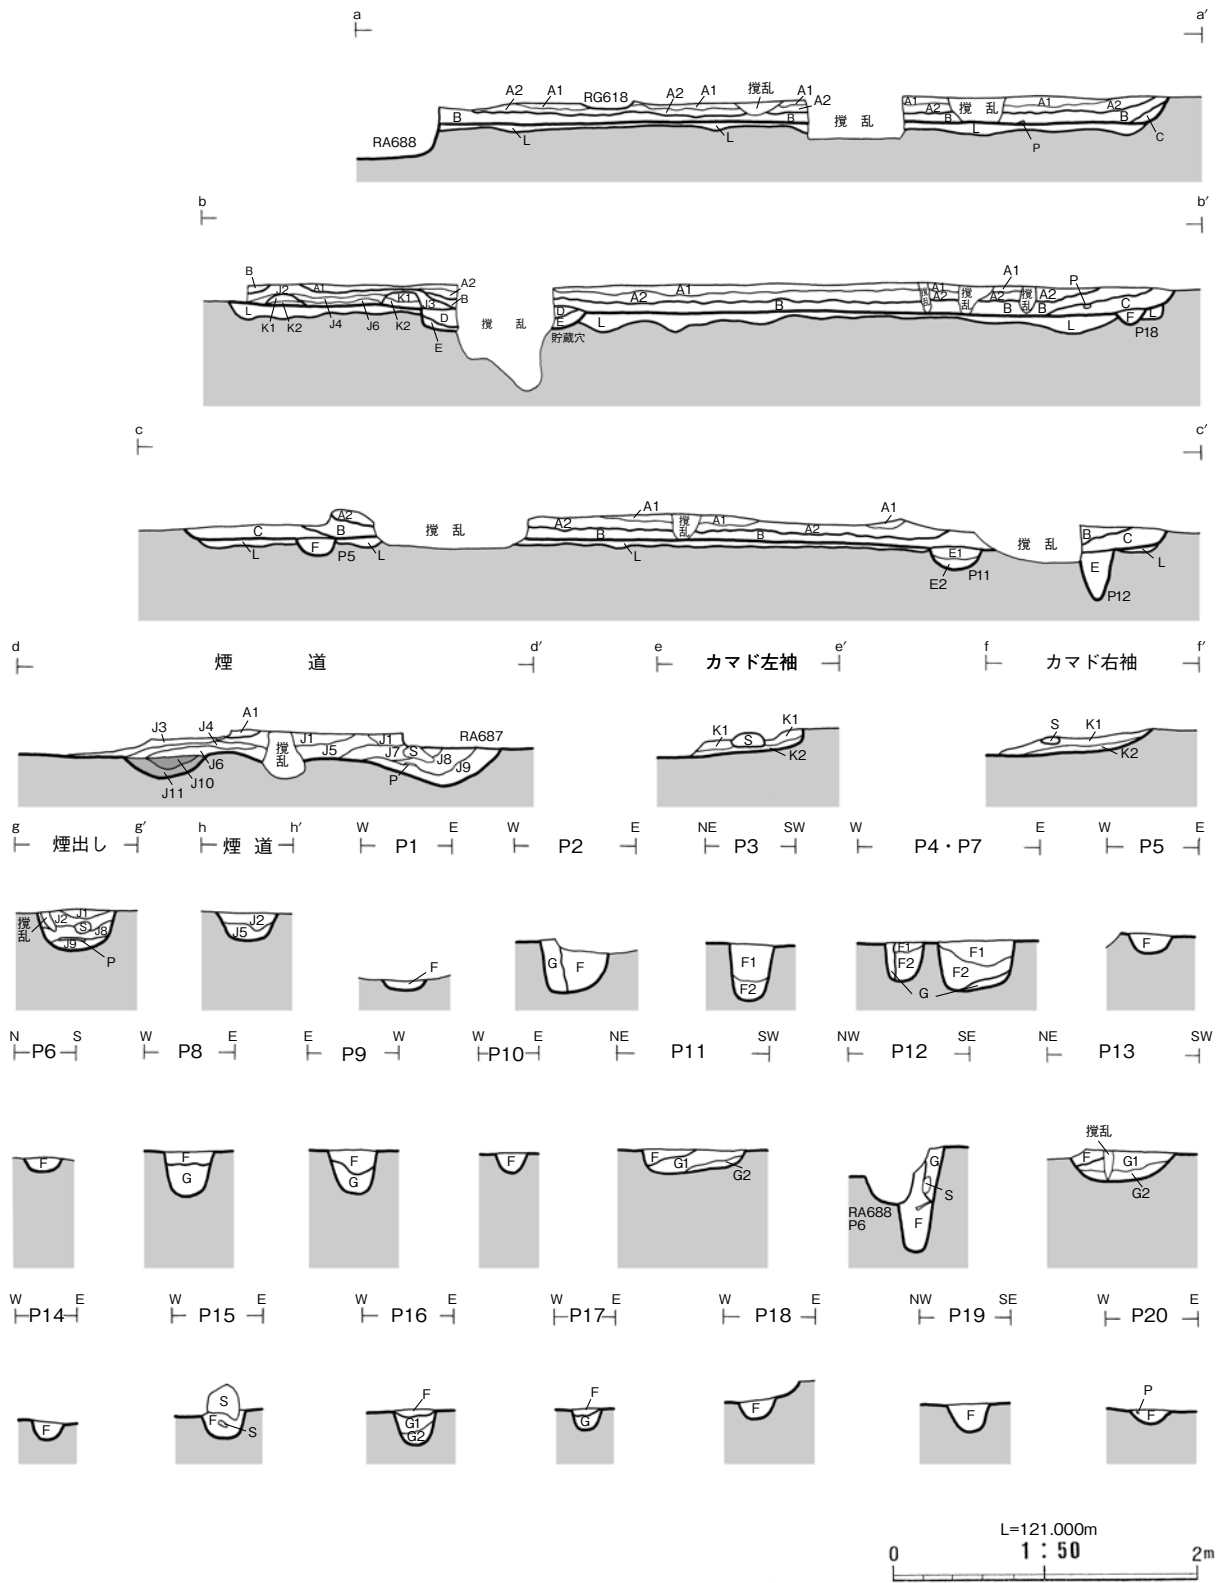 a a′
A2 A1 RG618 A2 A1 撹乱 A1 A2 A1 A2 撹 乱 A1 A2
B B 撹 乱 B B C
RA688 L L L P
b b′
B J2 A1 K1 J3 A2 B A2 A1 撹乱 A1 A2 撹乱 A1 A2 撹乱 A2 P
L K1 K2 J4 J6 K2 D E 撹 乱 D E 貯蔵穴 L B B B C F L P18 L
c c′
C A2 B 撹 乱 A2 A1 撹乱 A1 A2 A1 撹 乱 B C
L F P5 L B L B E1 E2 P11 E P12 L
d 煙 道 d′
e カマド左袖 e′
f カマド右袖 f′
J3 J4 A1 撹乱 J1 J5 J1 J7 S J8 J9 RA687
J11 J10 J6 P
K1 S K1 K2
S K1 K2
g 煙出し g′
h 煙 道 h′
W P1 E
W P2 E
NE P3 SW
W P4・P7 E
W P5 E
撹乱 J2 J1 S J8 J9 P
J2 J5
F
G F
F1 F2
F1 F2 G F1 F2
F
N P6 S
W P8 E
E P9 W
W P10 E
NE P11 SW
NW P12 SE
NE P13 SW
F
F G
F G
F
F G1 G2
RA688 P6 G S F
撹乱 F G1 G2
W P14 E
W P15 E
W P16 E
W P17 E
W P18 E
NW P19 SE
W P20 E
F
S F S
F G1 G2
F G
F
F
P F
L=121.000m
1：50
0 2m